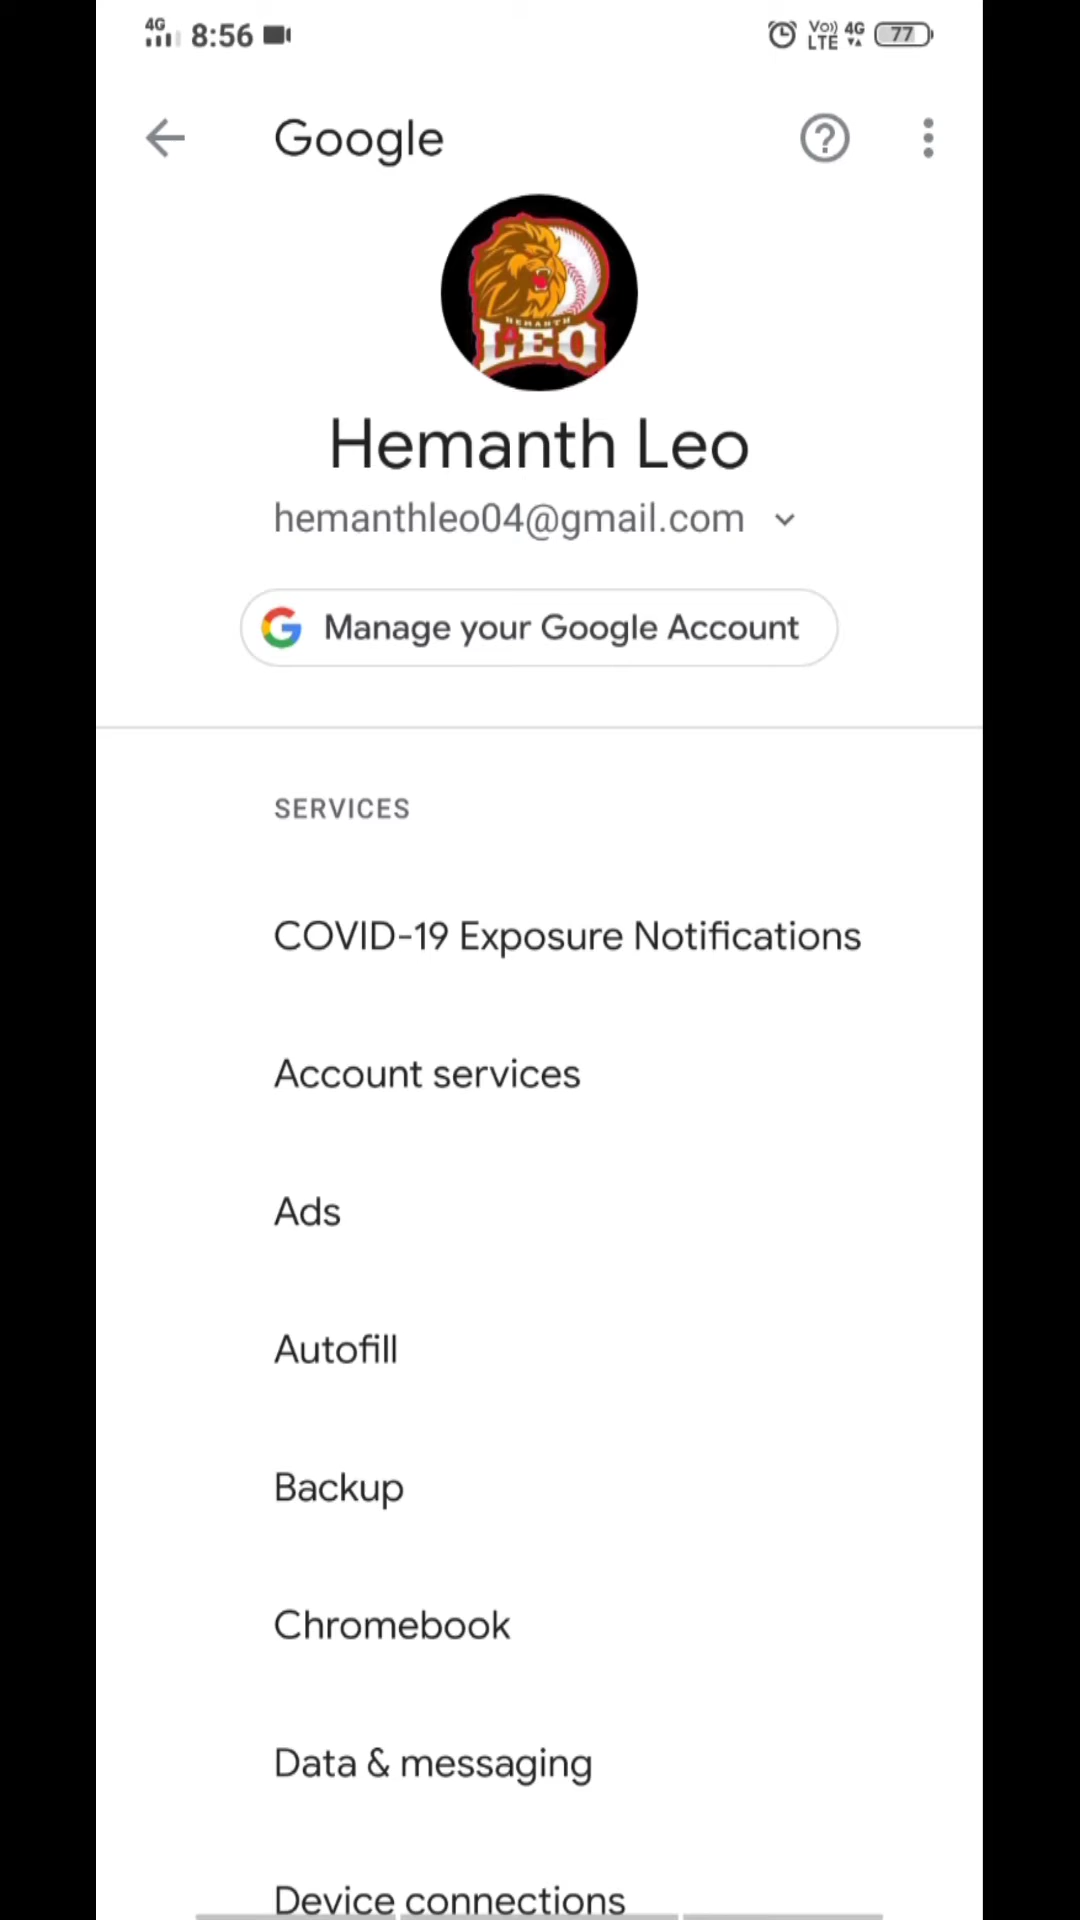 4G 8:56 Vo)) LTE 4G 77
Google
HEMANTH
LEO
Hemanth Leo
hemanthleo04@gmail.com
Manage your Google Account
SERVICES
COVID-19 Exposure Notifications
Account services
Ads
Autofill
Backup
Chromebook
Data & messaging
Device connections